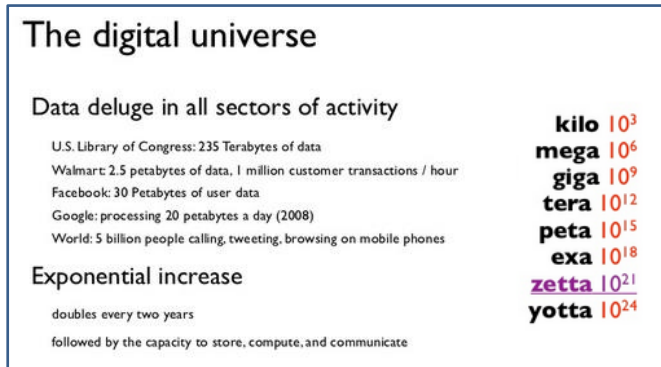 The digital universe
Data deluge in all sectors of activity
U.S. Library of Congress: 235 Terabytes of data
Walmart: 2.5 petabytes of data, 1 million customer transactions / hour
Facebook: 30 Petabytes of user data
Google: processing 20 petabytes a day (2008)
World: 5 billion people calling, tweeting, browsing on mobile phones
Exponential increase
doubles every two years
followed by the capacity to store, compute, and communicate
kilo 10³
mega 10⁶
giga 10⁹
tera 10¹²
peta 10¹⁵
exa 10¹⁸
zetta 10²¹
yotta 10²⁴